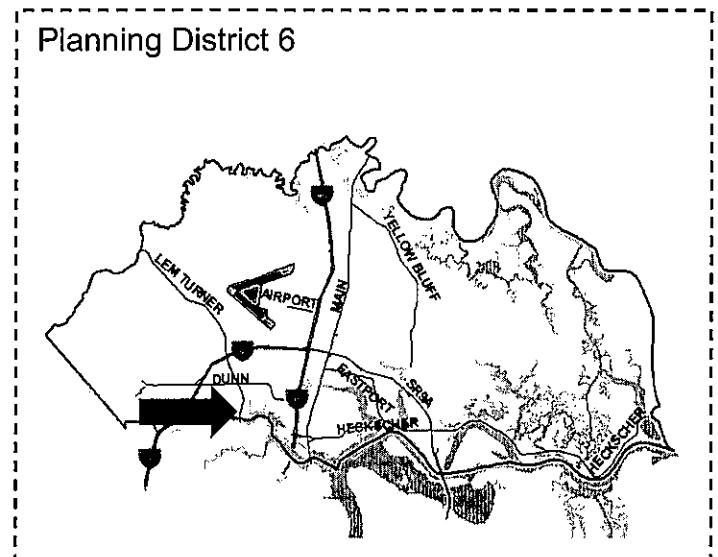 Planning District 6
LEM TURNER
AIRPORT
MAIN
YELLOW BLUFF
DUNN
EASTPORT
SR9A
HECKSCHER
HECKSCHER